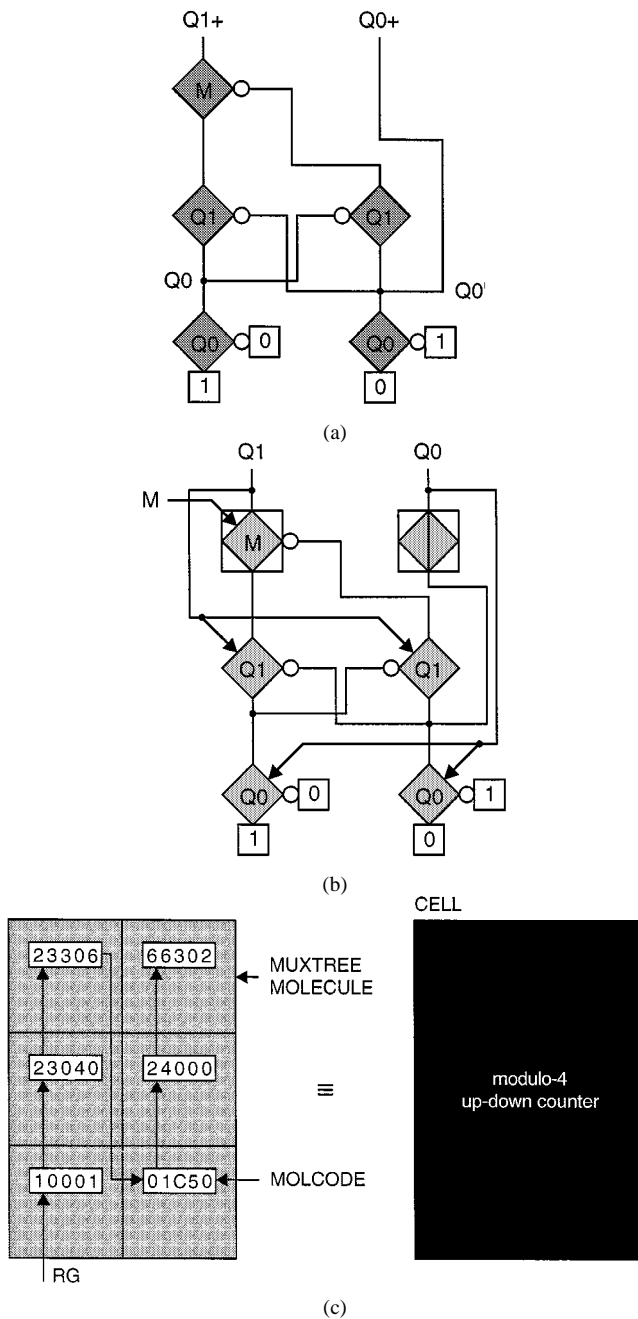 Q1+ Q0+
M
Q1 Q1
Q0 Q0'
Q0 0 Q0 1
1 0
(a)
Q1 Q0
M
M
Q1 Q1
Q0 0 Q0 1
1 0
(b)
CELL
23306 66302
MUXTREE
MOLECULE
23040 24000
≡
modulo-4
up-down counter
10001 01C50
MOLCODE
RG
(c)